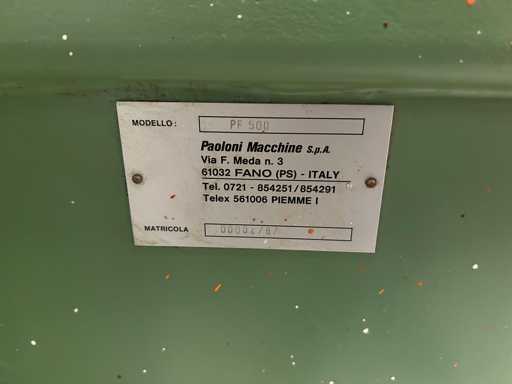 MODELLO: PF 500
Paoloni Macchine S.p.A.
Via F. Meda n. 3
61032 FANO (PS) - ITALY
Tel. 0721 - 854251/854291
Telex 561006 PIEMME I
MATRICOLA